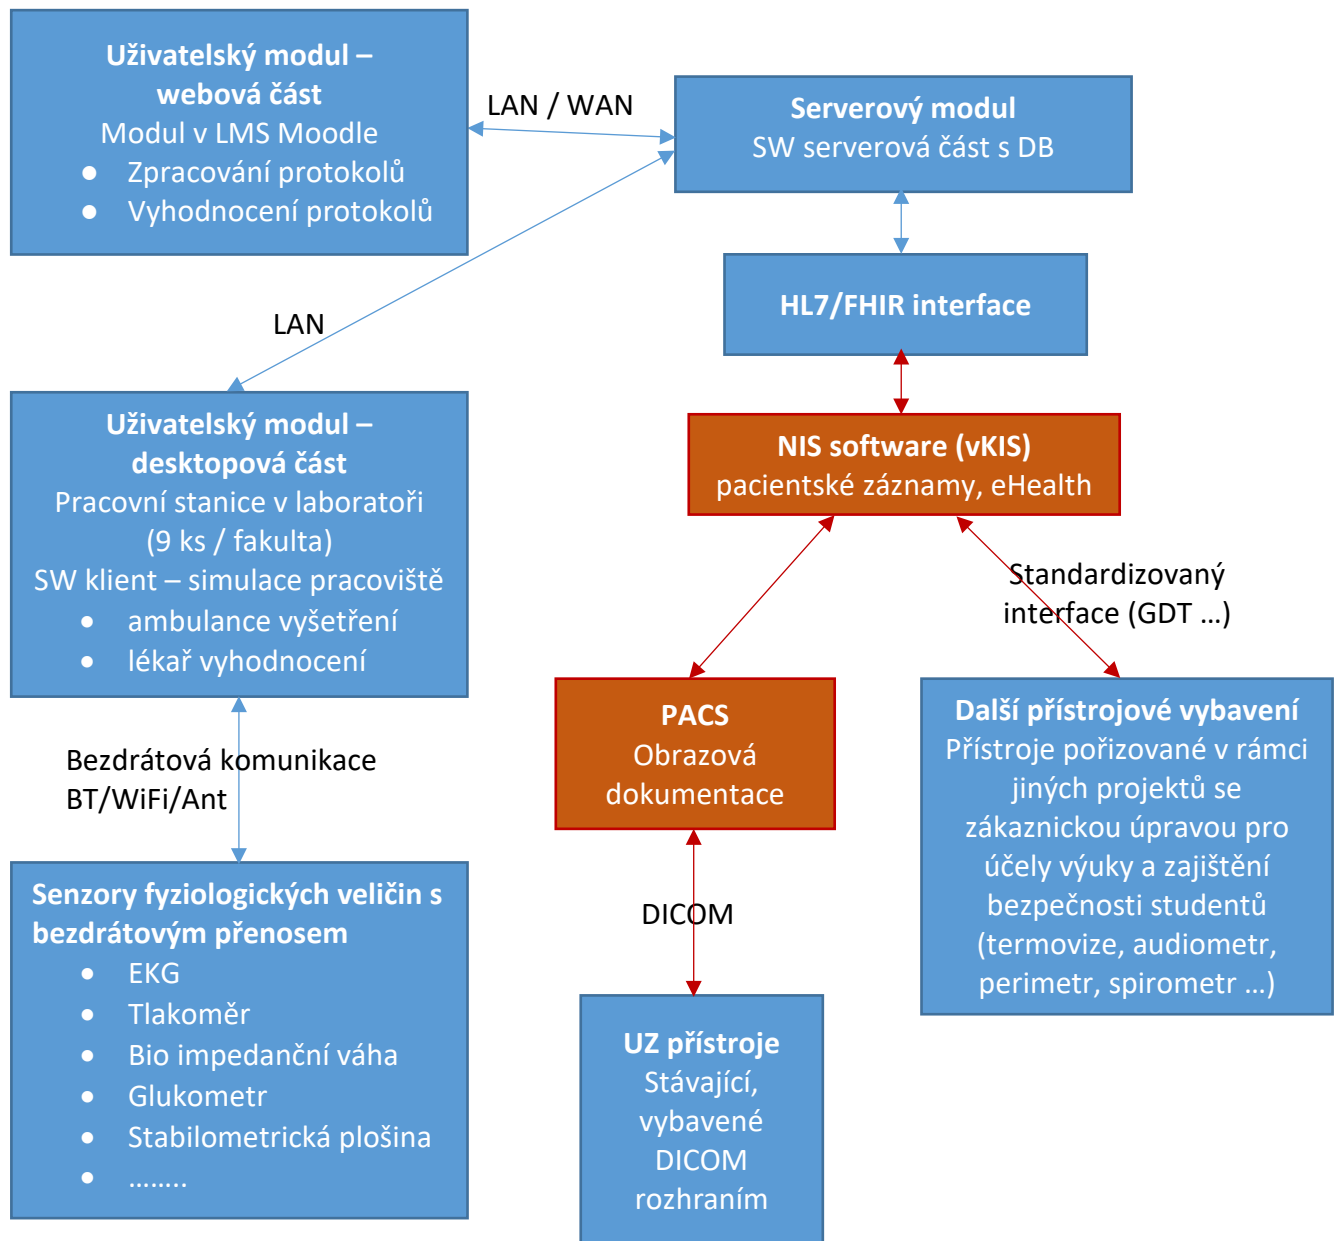 Uživatelský modul –
webová část
Modul v LMS Moodle
● Zpracování protokolů
● Vyhodnocení protokolů
LAN / WAN
Serverový modul
SW serverová část s DB
HL7/FHIR interface
LAN
Uživatelský modul –
desktopová část
Pracovní stanice v laboratoři
(9 ks / fakulta)
SW klient – simulace pracoviště
● ambulance vyšetření
● lékař vyhodnocení
NIS software (vKIS)
pacientské záznamy, eHealth
Standardizovaný
interface (GDT ...)
PACS
Obrazová
dokumentace
Další přístrojové vybavení
Přístroje pořizované v rámci
jiných projektů se
zákaznickou úpravou pro
účely výuky a zajištění
bezpečnosti studentů
(termovize, audiometr,
perimetr, spirometr ...)
Bezdrátová komunikace
BT/WiFi/Ant
Senzory fyziologických veličin s
bezdrátovým přenosem
● EKG
● Tlakoměr
● Bio impedanční váha
● Glukometr
● Stabilometrická plošina
● ........
DICOM
UZ přístroje
Stávající,
vybavené
DICOM
rozhraním